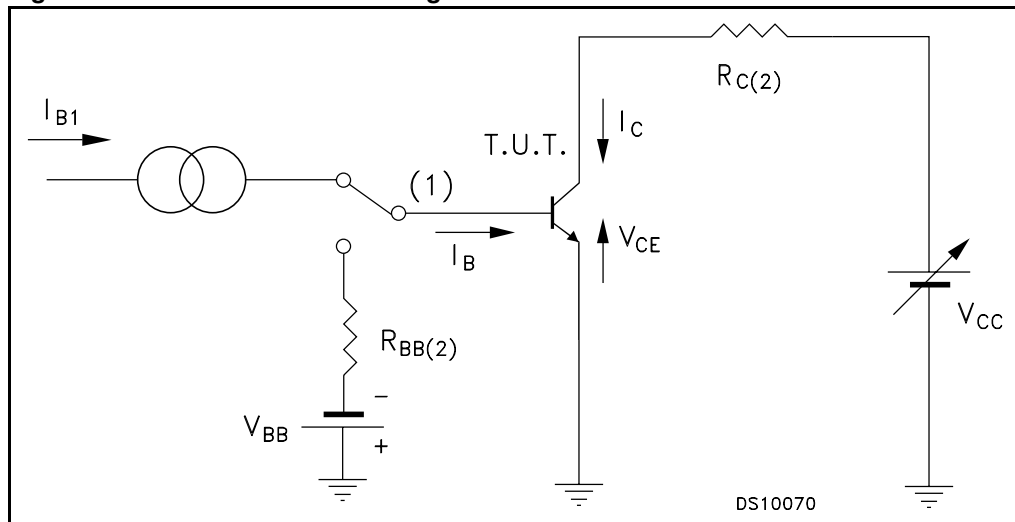 I_B1
(1)
I_B
R_BB(2)
V_BB
-
+
T.U.T.
I_C
V_CE
R_C(2)
V_CC
DS10070